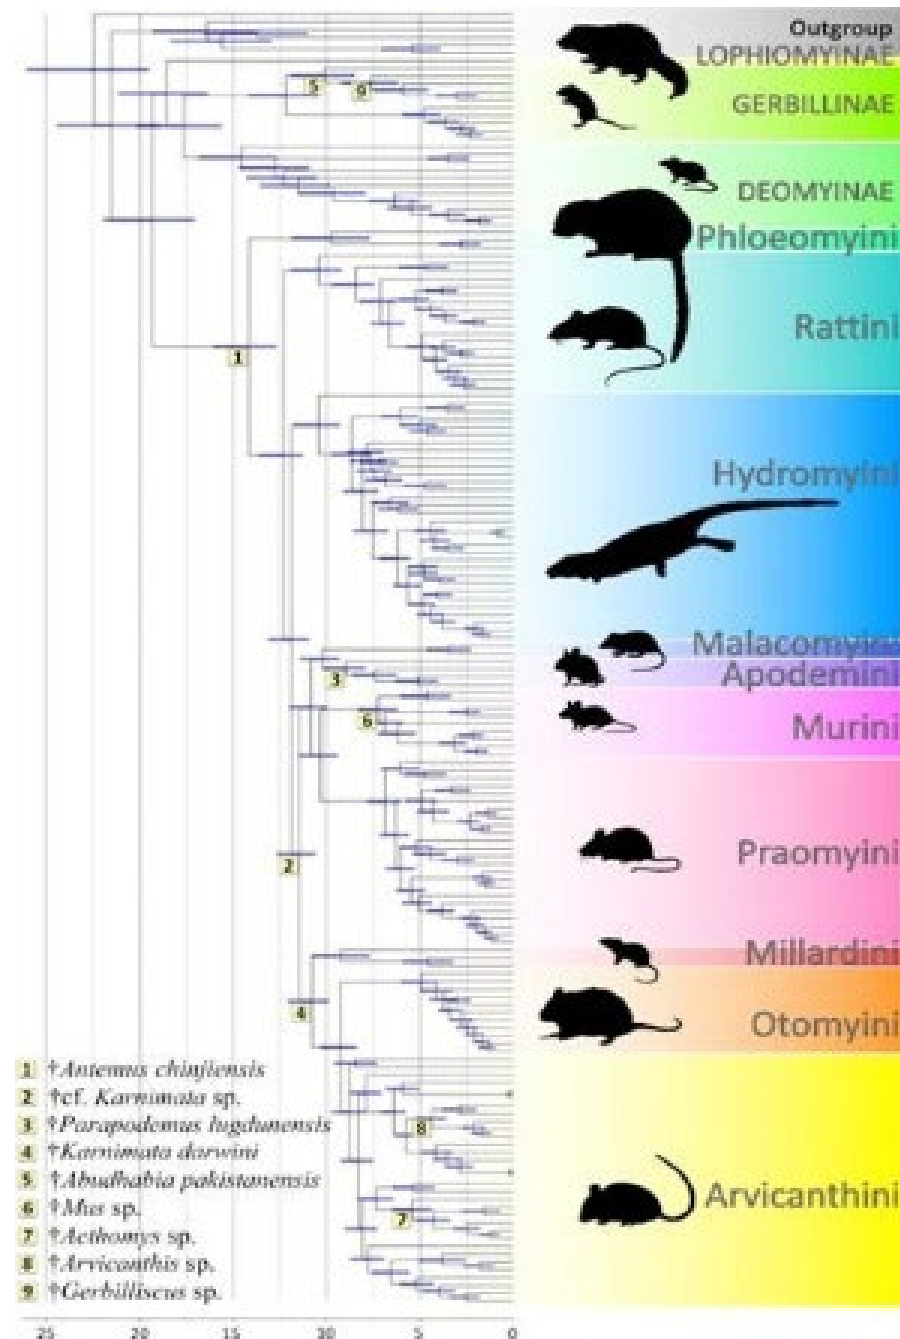 Outgroup
LOPHIOMYINAE
GERBILLINAE
DEOMYINAE
Phloeomyini
Rattini
Hydromyini
Malacomyini
Apodemini
Murini
Praomyini
Millardini
Otomyini
Arvicanthini
5
9
1
3
6
2
4
8
7
1 †Antemus chinjiensis
2 †cf. Karnimata sp.
3 †Parapodemus lugdunensis
4 †Karnimata darwini
5 †Abudhabia pakistanensis
6 †Mus sp.
7 †Aethomys sp.
8 †Arvicanthis sp.
9 †Gerbilliscus sp.
25 20 15 10 5 0